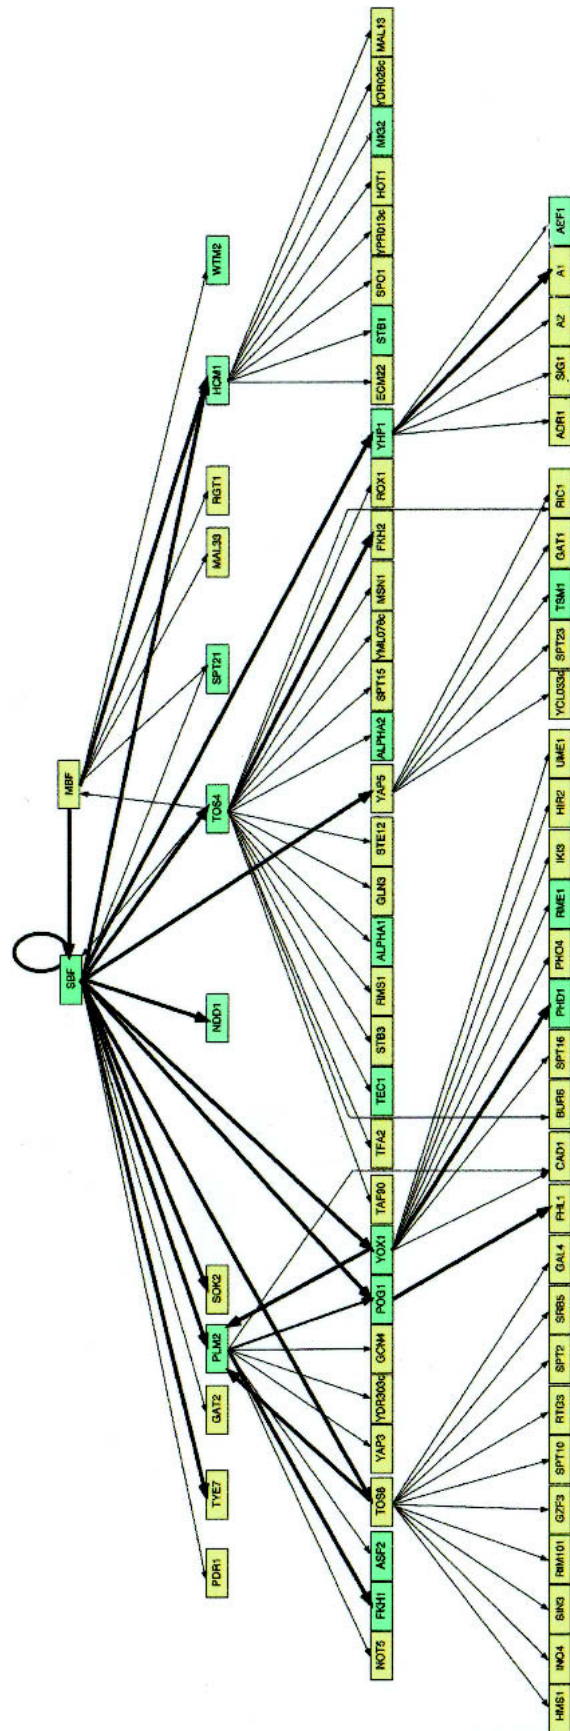 SBF MBF
PDR1 TYE7 GAT2 PLM2 SOK2 NDD1 TOS4 SPT21 MAL33 RGT1 HCM1 WTM2
NOT5 FKH1 ASF2 TOS8 YAP3 YDR303c GCN4 POG1 YOX1 TAF90 TFA2 TEC1 STB3 RMS1 ALPHA1 GLN3 STE12 YAP5 ALPHA2 SPT15 YML076c MSN1 FKH2 ROX1 YHP1 ECM22 STB1 SPO1 YPR013c HOT1 MIG2 YDR026c MAL13
HMS1 INO4 SIN3 RIM101 GZF3 SPT10 RTG3 SPT2 SRB5 GAL4 FHL1 CAD1 BUR6 SPT16 PHD1 PHO4 RME1 IKI3 HIR2 UME1 YCL033c SPT23 TSM1 GAT1 RIC1 ADR1 SIG1 A2 A1 AEF1